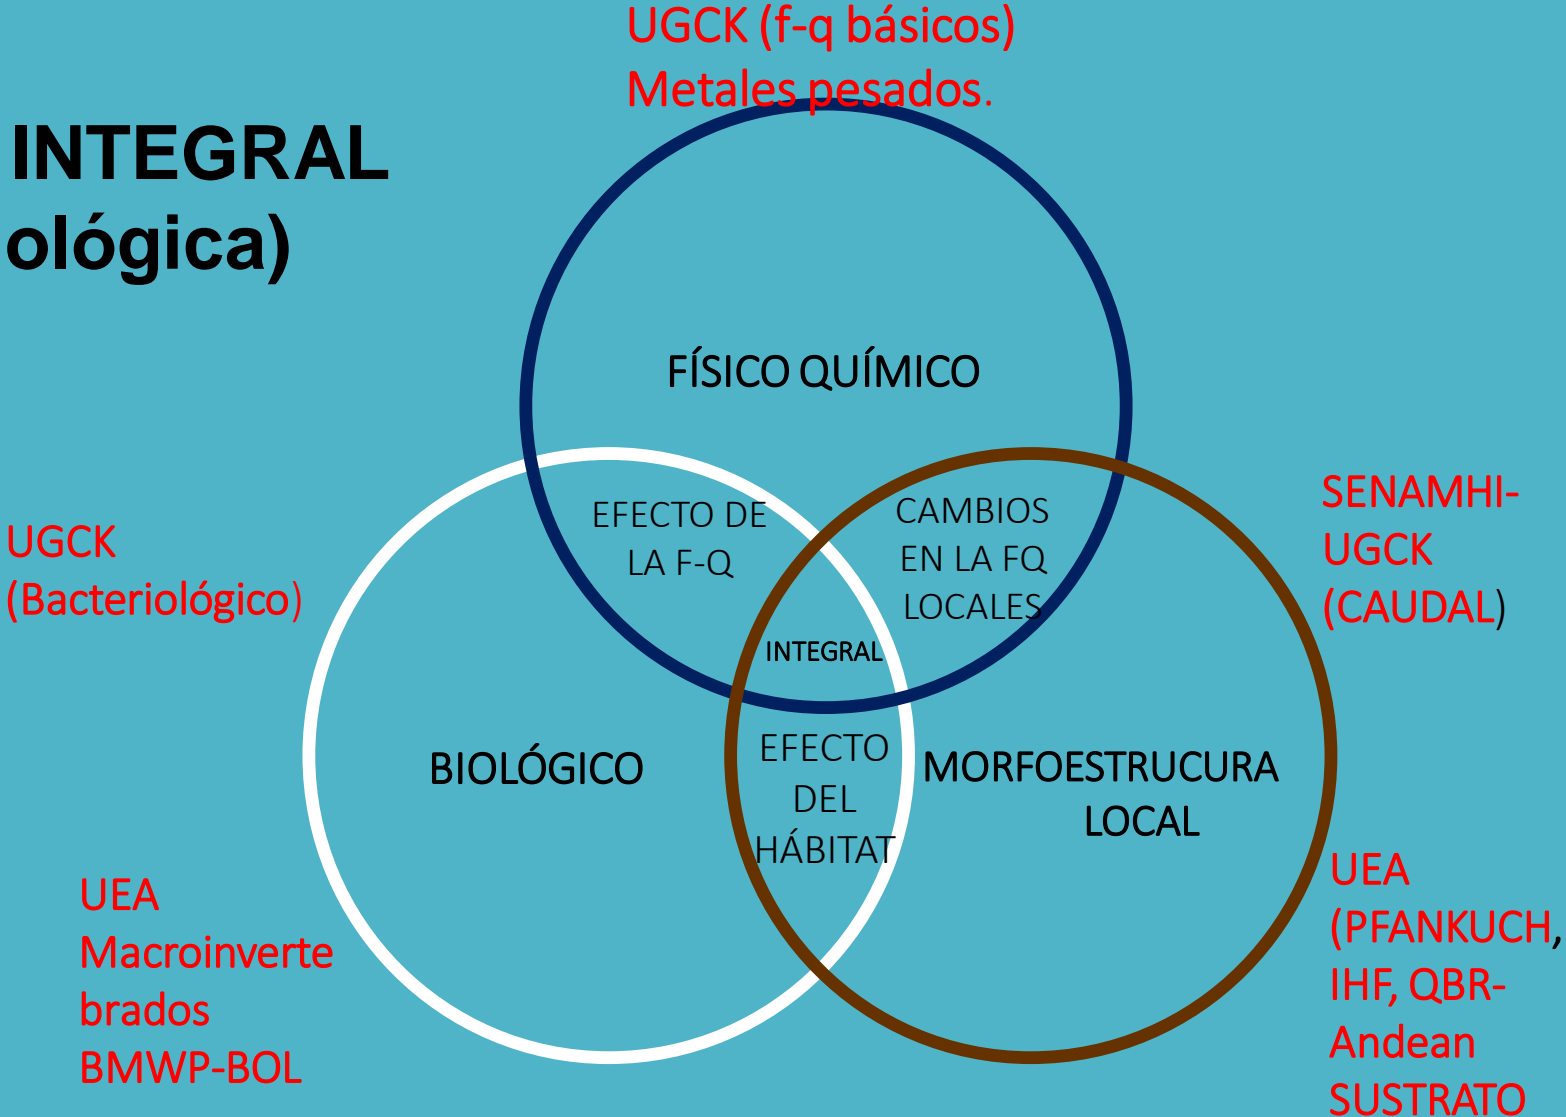 UGCK (f-q básicos)
Metales pesados.
INTEGRAL
ológica)
FÍSICO QUÍMICO
EFECTO DE
LA F-Q
CAMBIOS
EN LA FQ
LOCALES
SENAMHI-
UGCK
(CAUDAL)
UGCK
(Bacteriológico)
INTEGRAL
BIOLÓGICO
EFECTO
DEL
HÁBITAT
MORFOESTRUCURA
LOCAL
UEA
Macroinverte
brados
BMWP-BOL
UEA
(PFANKUCH,
IHF, QBR-
Andean
SUSTRATO